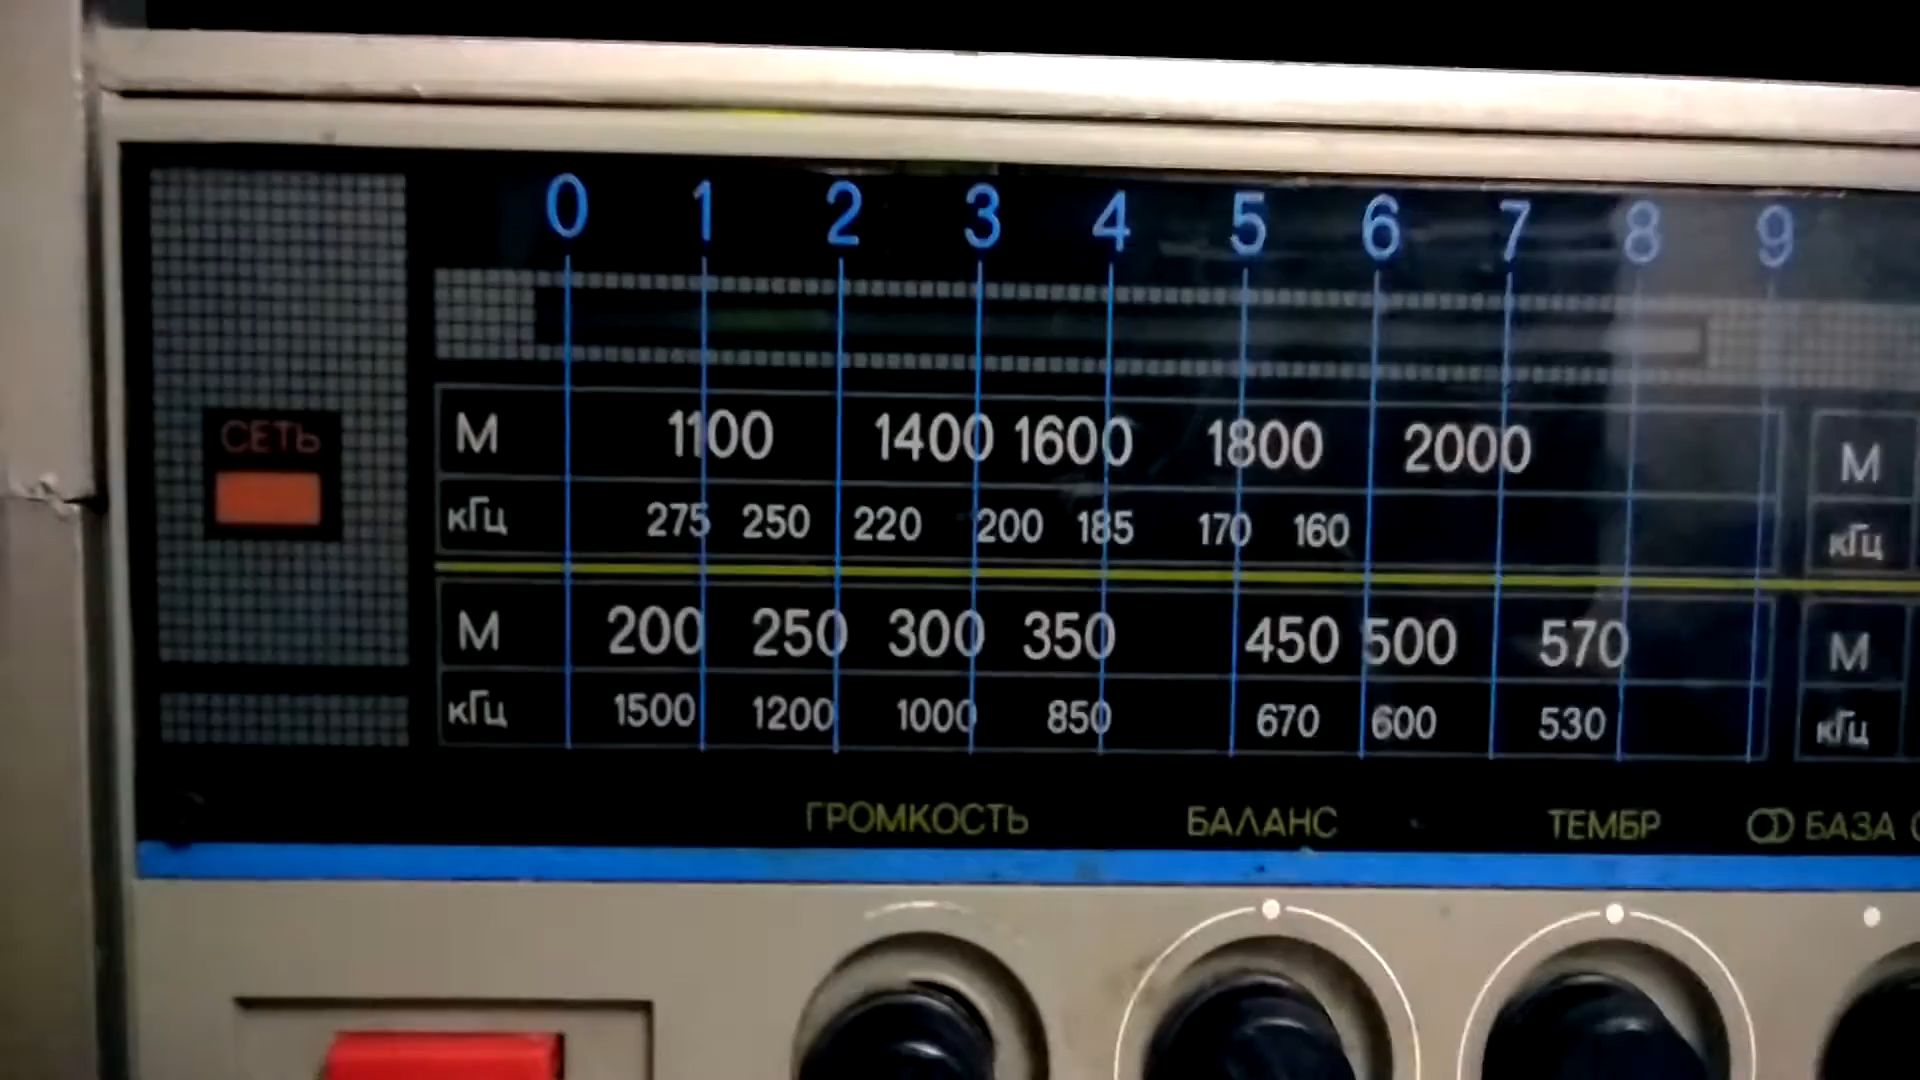 0 1 2 3 4 5 6 7 8 9
СЕТЬ
М 1100 1400 1600 1800 2000 М
кГц 275 250 220 200 185 170 160 кГц
М 200 250 300 350 450 500 570 М
кГц 1500 1200 1000 850 670 600 530 кГц
ГРОМКОСТЬ БАЛАНС ТЕМБР БАЗА